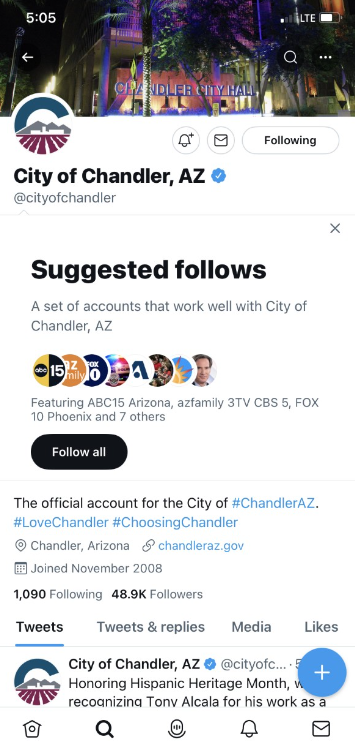 5:05
LTE
CHANDLER CITY HALL
Following
City of Chandler, AZ
@cityofchandler
Suggested follows
A set of accounts that work well with City of
Chandler, AZ
abc 15
FOX
Featuring ABC15 Arizona, azfamily 3TV CBS 5, FOX
10 Phoenix and 7 others
Follow all
The official account for the City of #ChandlerAZ.
#LoveChandler #ChoosingChandler
Chandler, Arizona chandleraz.gov
Joined November 2008
1,090 Following 48.9K Followers
Tweets Tweets & replies Media Likes
City of Chandler, AZ @cityofc... ·
Honoring Hispanic Heritage Month,
recognizing Tony Alcala for his work as a